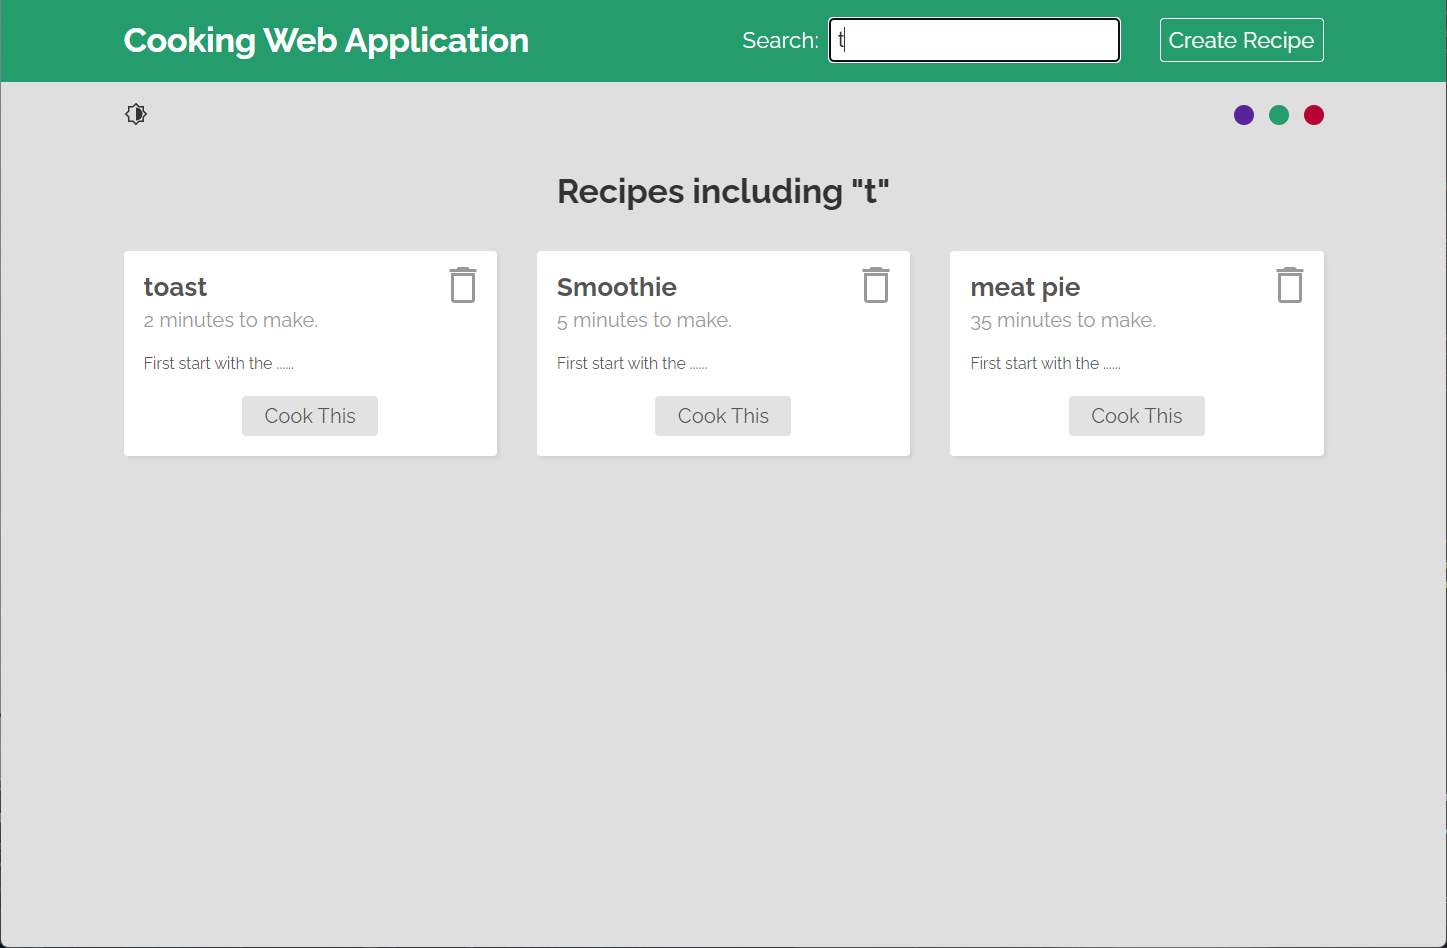 Cooking Web Application
Search: t
Create Recipe
Recipes including "t"
toast
2 minutes to make.
First start with the ......
Cook This
Smoothie
5 minutes to make.
First start with the ......
Cook This
meat pie
35 minutes to make.
First start with the ......
Cook This